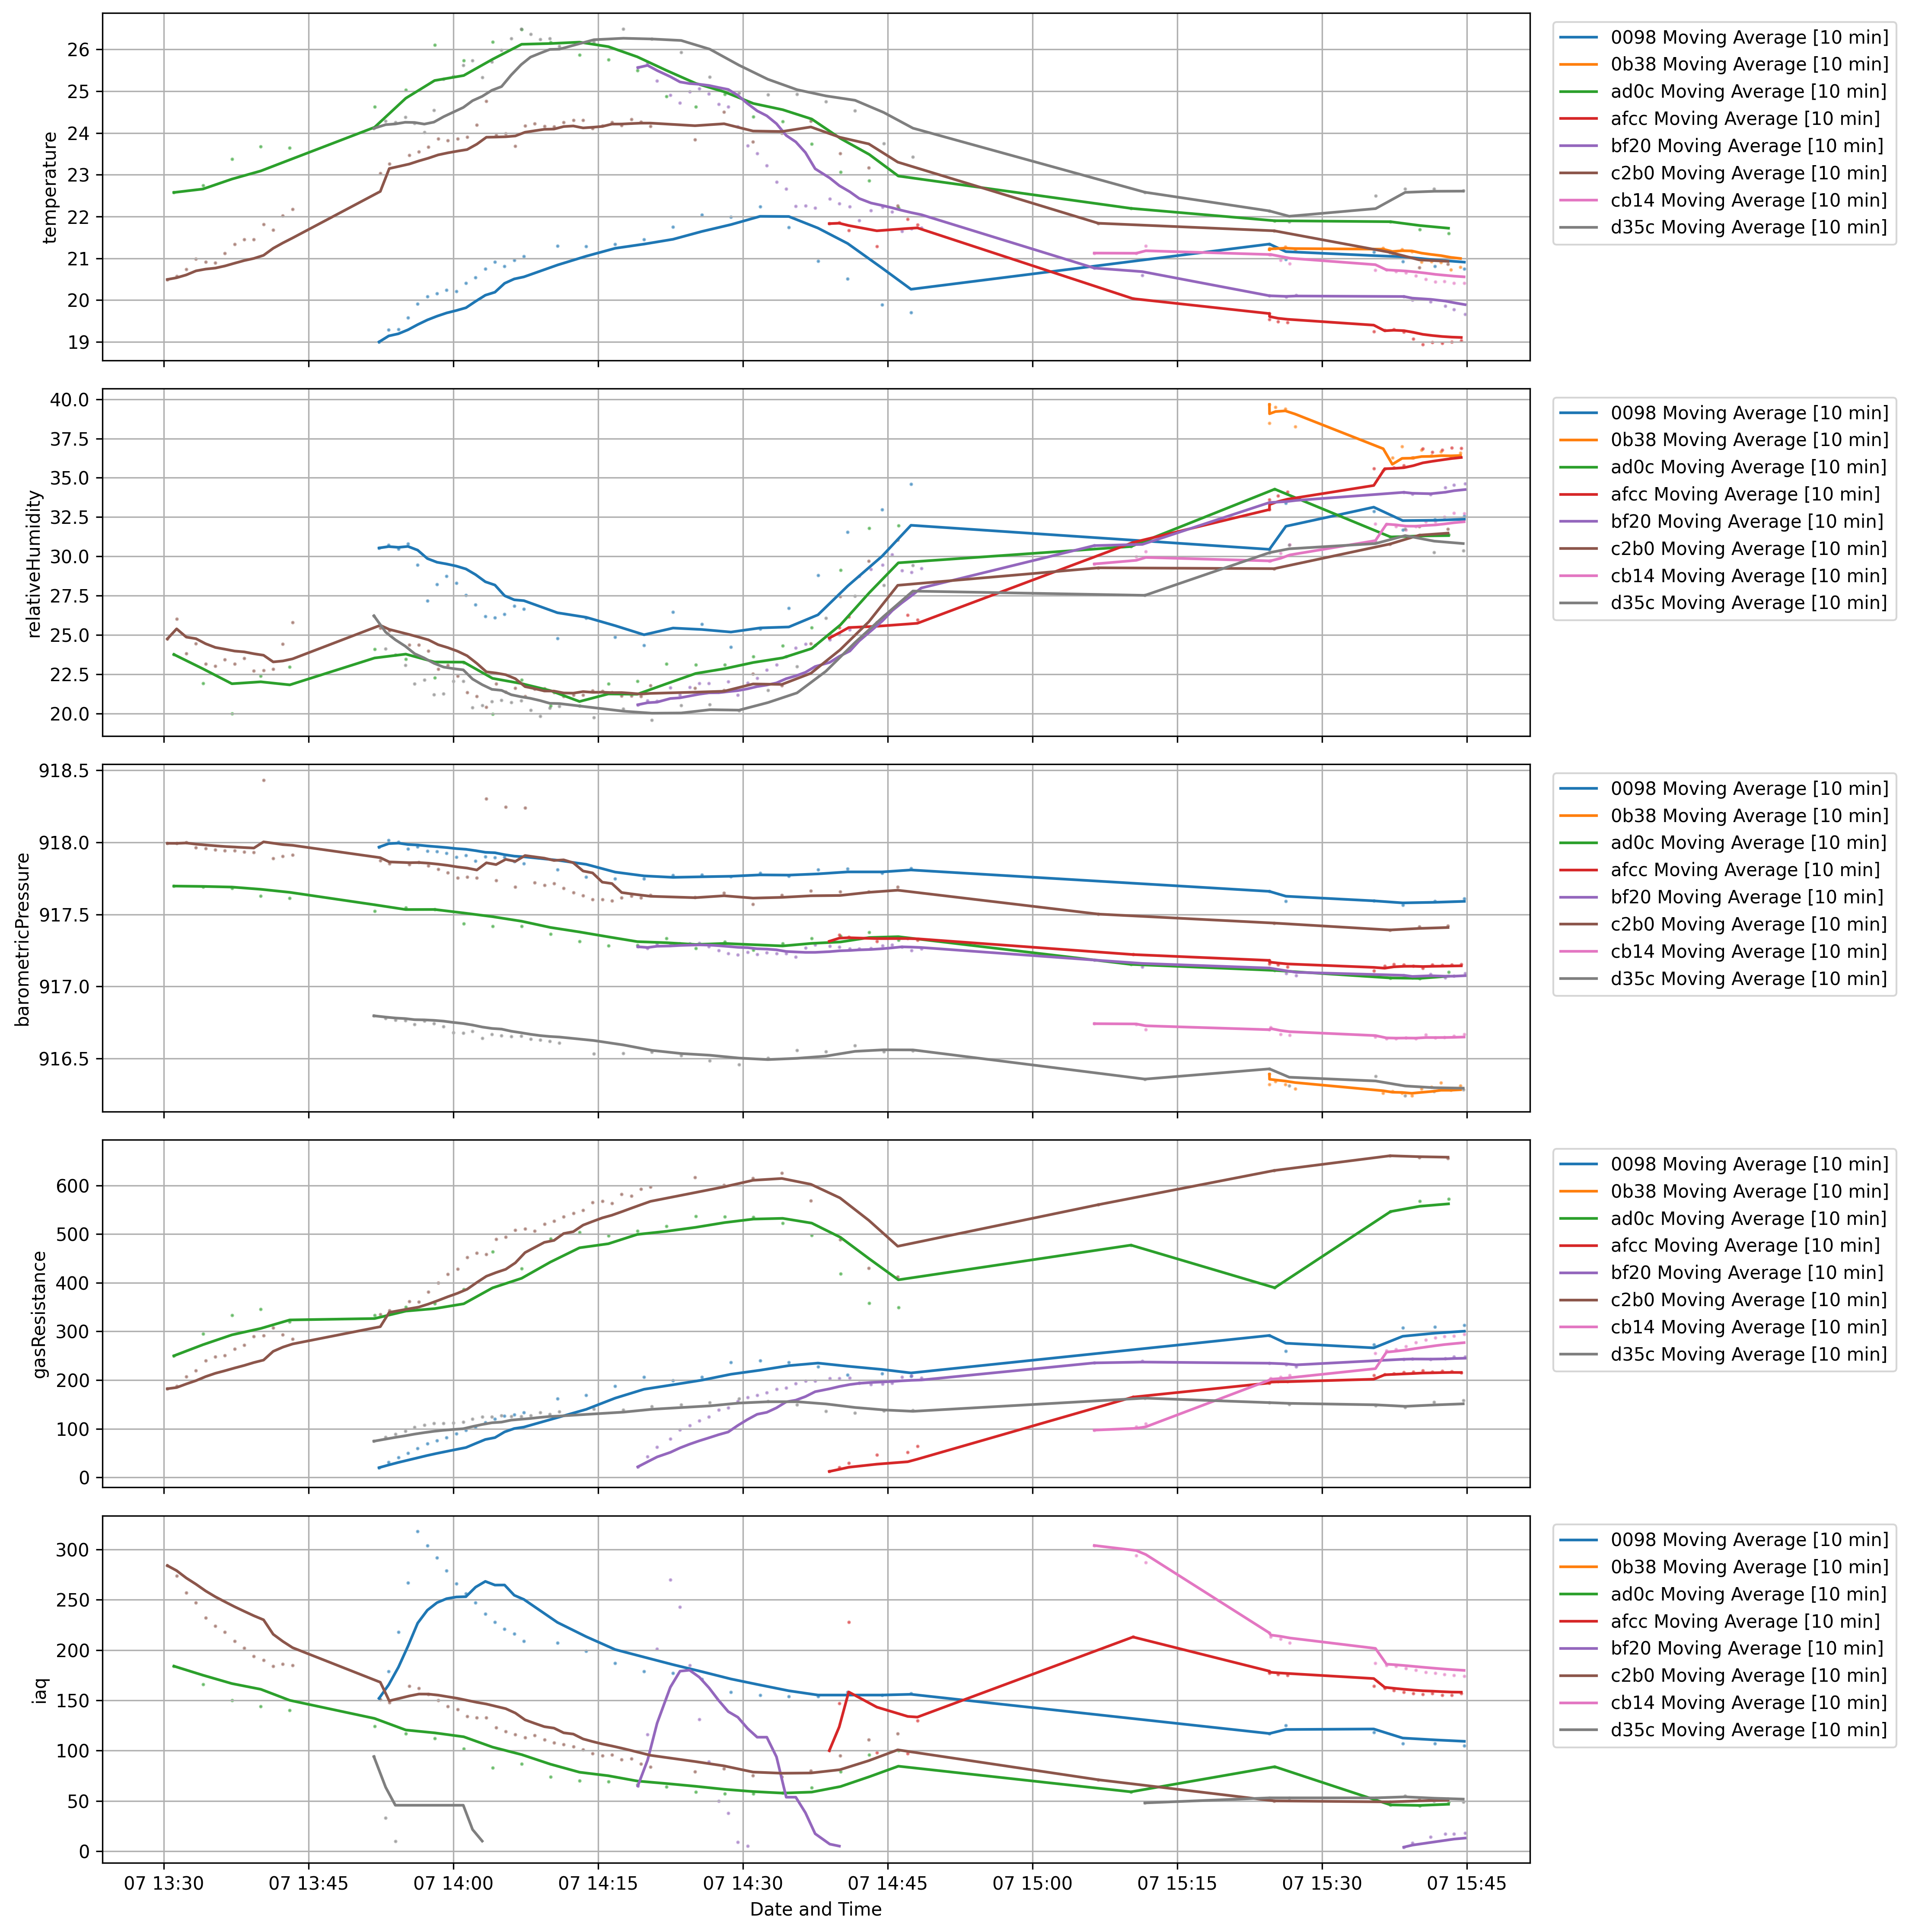 26
25
24
23
22
21
20
19
temperature
0098 Moving Average [10 min]
0b38 Moving Average [10 min]
ad0c Moving Average [10 min]
afcc Moving Average [10 min]
bf20 Moving Average [10 min]
c2b0 Moving Average [10 min]
cb14 Moving Average [10 min]
d35c Moving Average [10 min]
40.0
37.5
35.0
32.5
30.0
27.5
25.0
22.5
20.0
relativeHumidity
0098 Moving Average [10 min]
0b38 Moving Average [10 min]
ad0c Moving Average [10 min]
afcc Moving Average [10 min]
bf20 Moving Average [10 min]
c2b0 Moving Average [10 min]
cb14 Moving Average [10 min]
d35c Moving Average [10 min]
918.5
918.0
917.5
917.0
916.5
barometricPressure
0098 Moving Average [10 min]
0b38 Moving Average [10 min]
ad0c Moving Average [10 min]
afcc Moving Average [10 min]
bf20 Moving Average [10 min]
c2b0 Moving Average [10 min]
cb14 Moving Average [10 min]
d35c Moving Average [10 min]
600
500
400
300
200
100
0
gasResistance
0098 Moving Average [10 min]
0b38 Moving Average [10 min]
ad0c Moving Average [10 min]
afcc Moving Average [10 min]
bf20 Moving Average [10 min]
c2b0 Moving Average [10 min]
cb14 Moving Average [10 min]
d35c Moving Average [10 min]
300
250
200
150
100
50
0
iaq
0098 Moving Average [10 min]
0b38 Moving Average [10 min]
ad0c Moving Average [10 min]
afcc Moving Average [10 min]
bf20 Moving Average [10 min]
c2b0 Moving Average [10 min]
cb14 Moving Average [10 min]
d35c Moving Average [10 min]
07 13:30 07 13:45 07 14:00 07 14:15 07 14:30 07 14:45 07 15:00 07 15:15 07 15:30 07 15:45
Date and Time